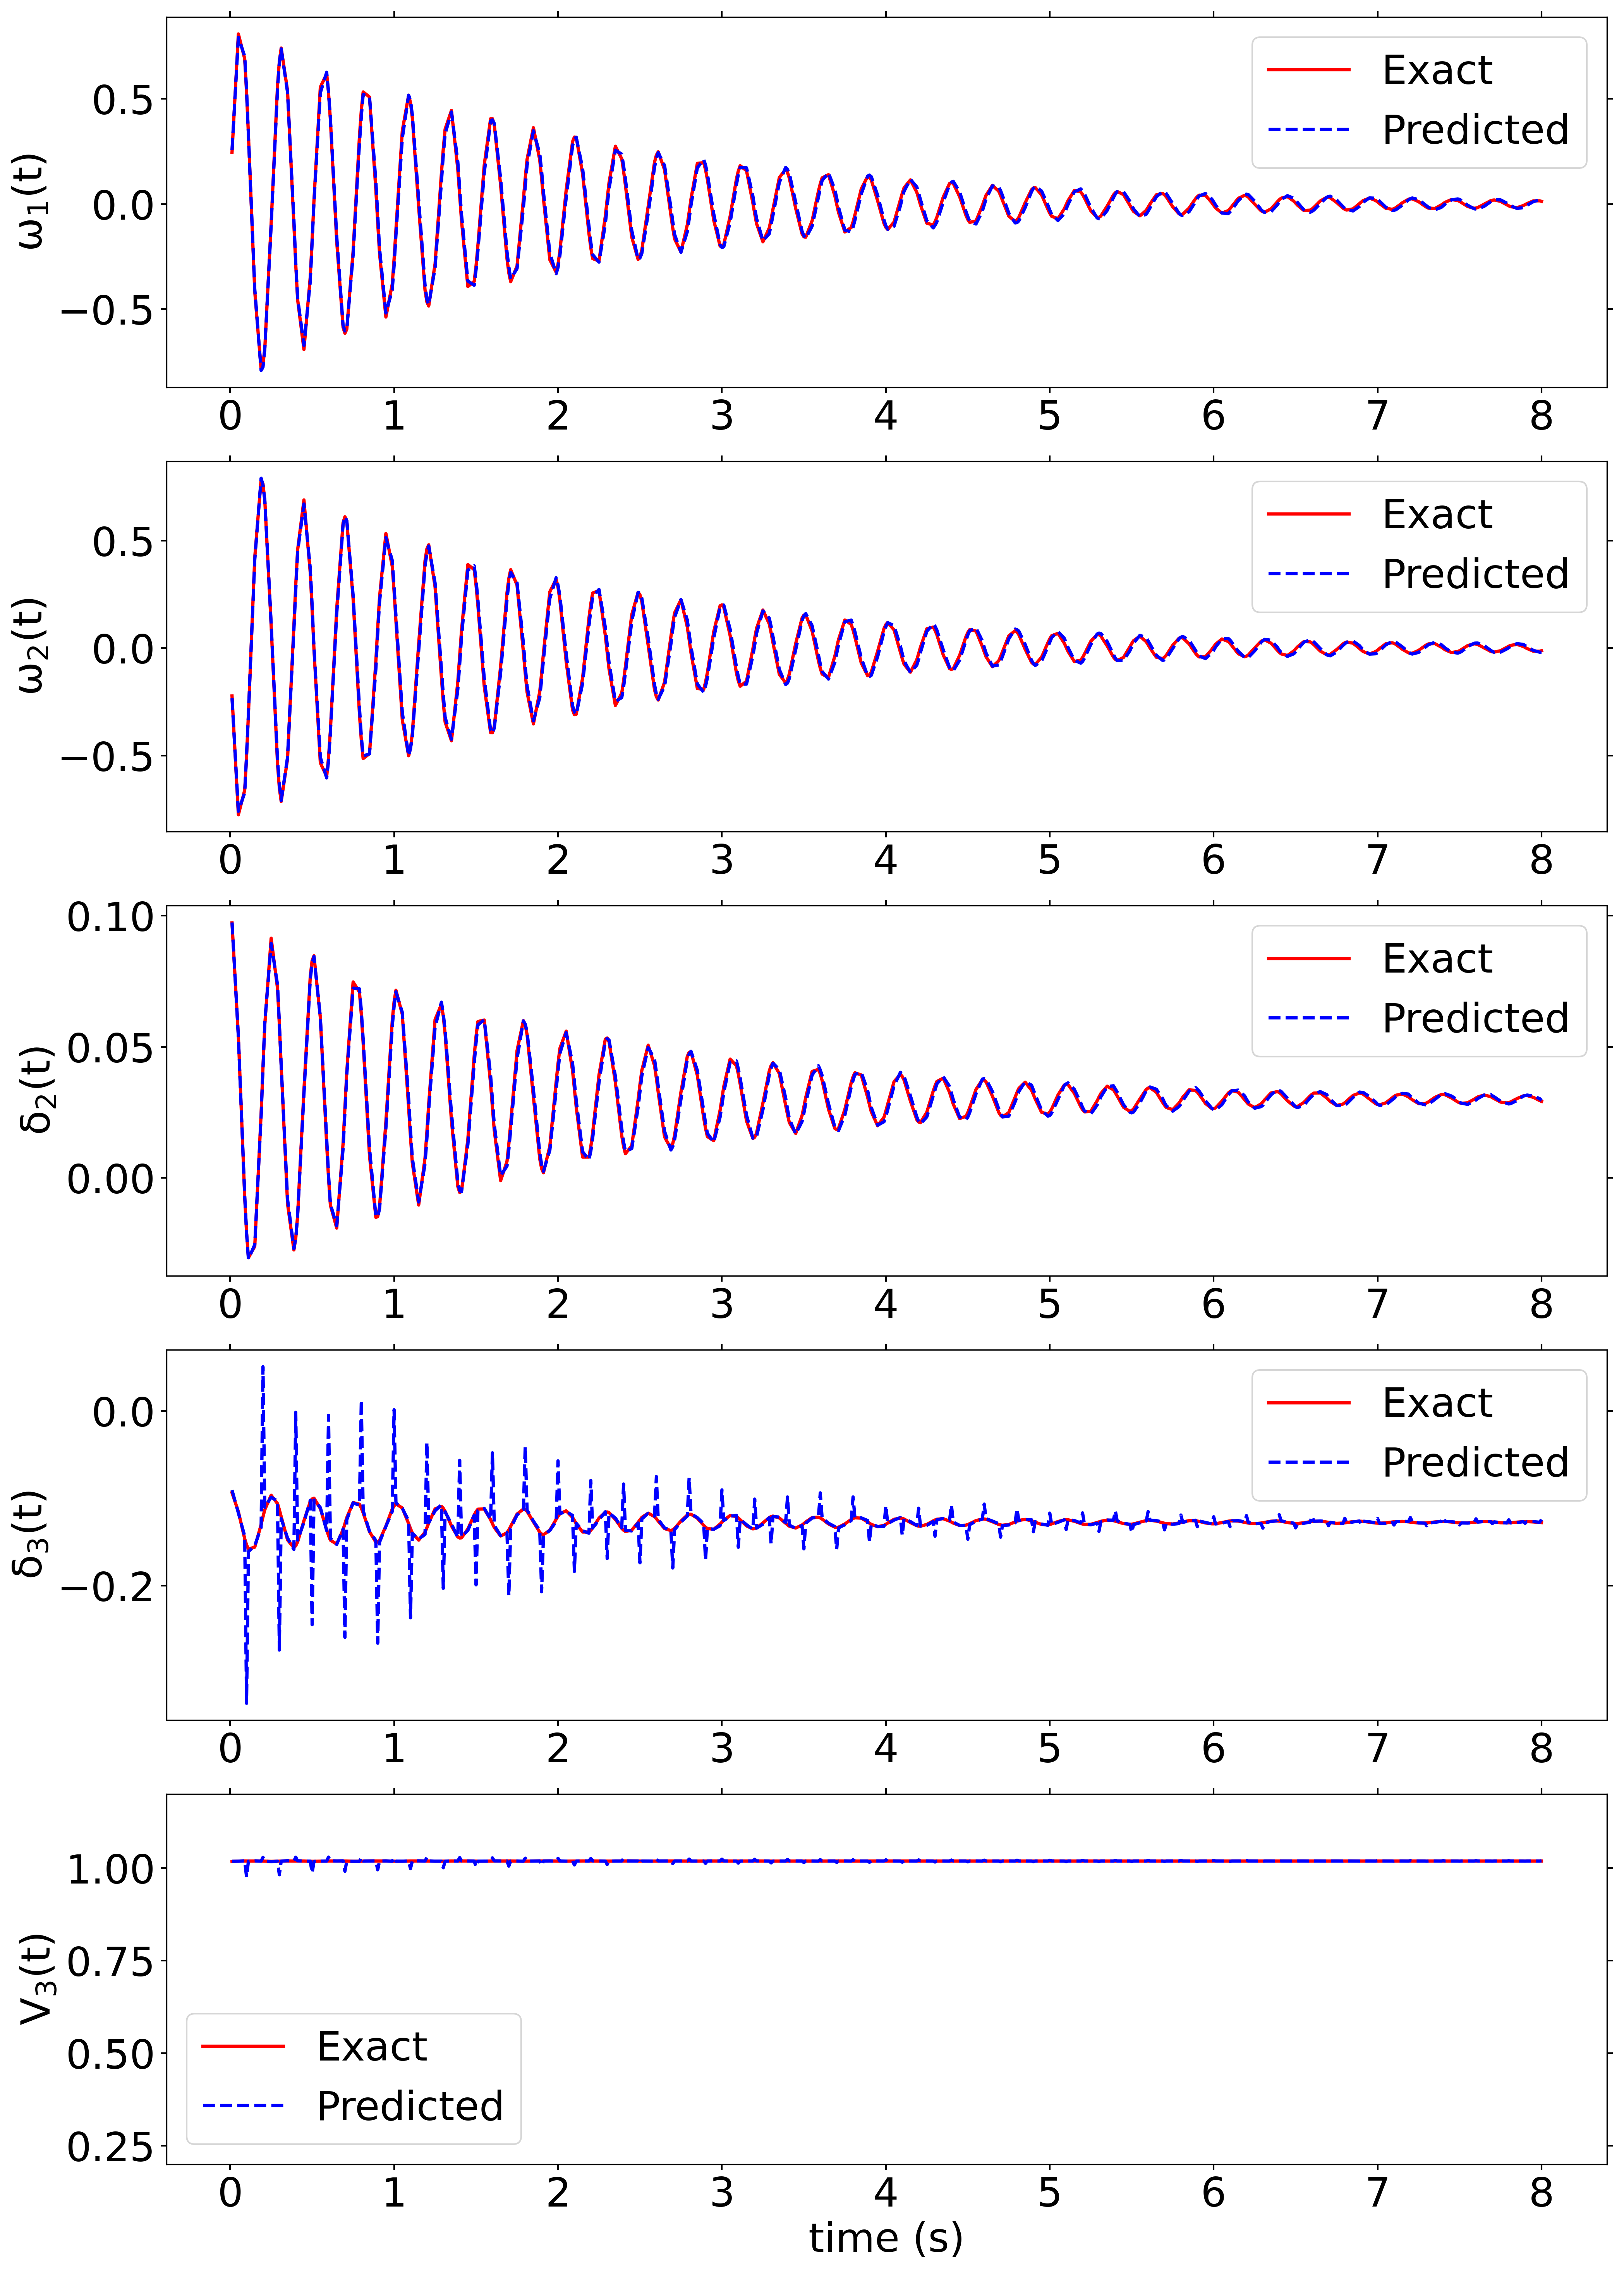 ω₁(t)
0.5
0.0
−0.5
Exact
Predicted
0 1 2 3 4 5 6 7 8
ω₂(t)
0.5
0.0
−0.5
Exact
Predicted
0 1 2 3 4 5 6 7 8
δ₂(t)
0.10
0.05
0.00
Exact
Predicted
0 1 2 3 4 5 6 7 8
δ₃(t)
0.0
−0.2
Exact
Predicted
0 1 2 3 4 5 6 7 8
V₃(t)
1.00
0.75
0.50
0.25
Exact
Predicted
0 1 2 3 4 5 6 7 8
time (s)